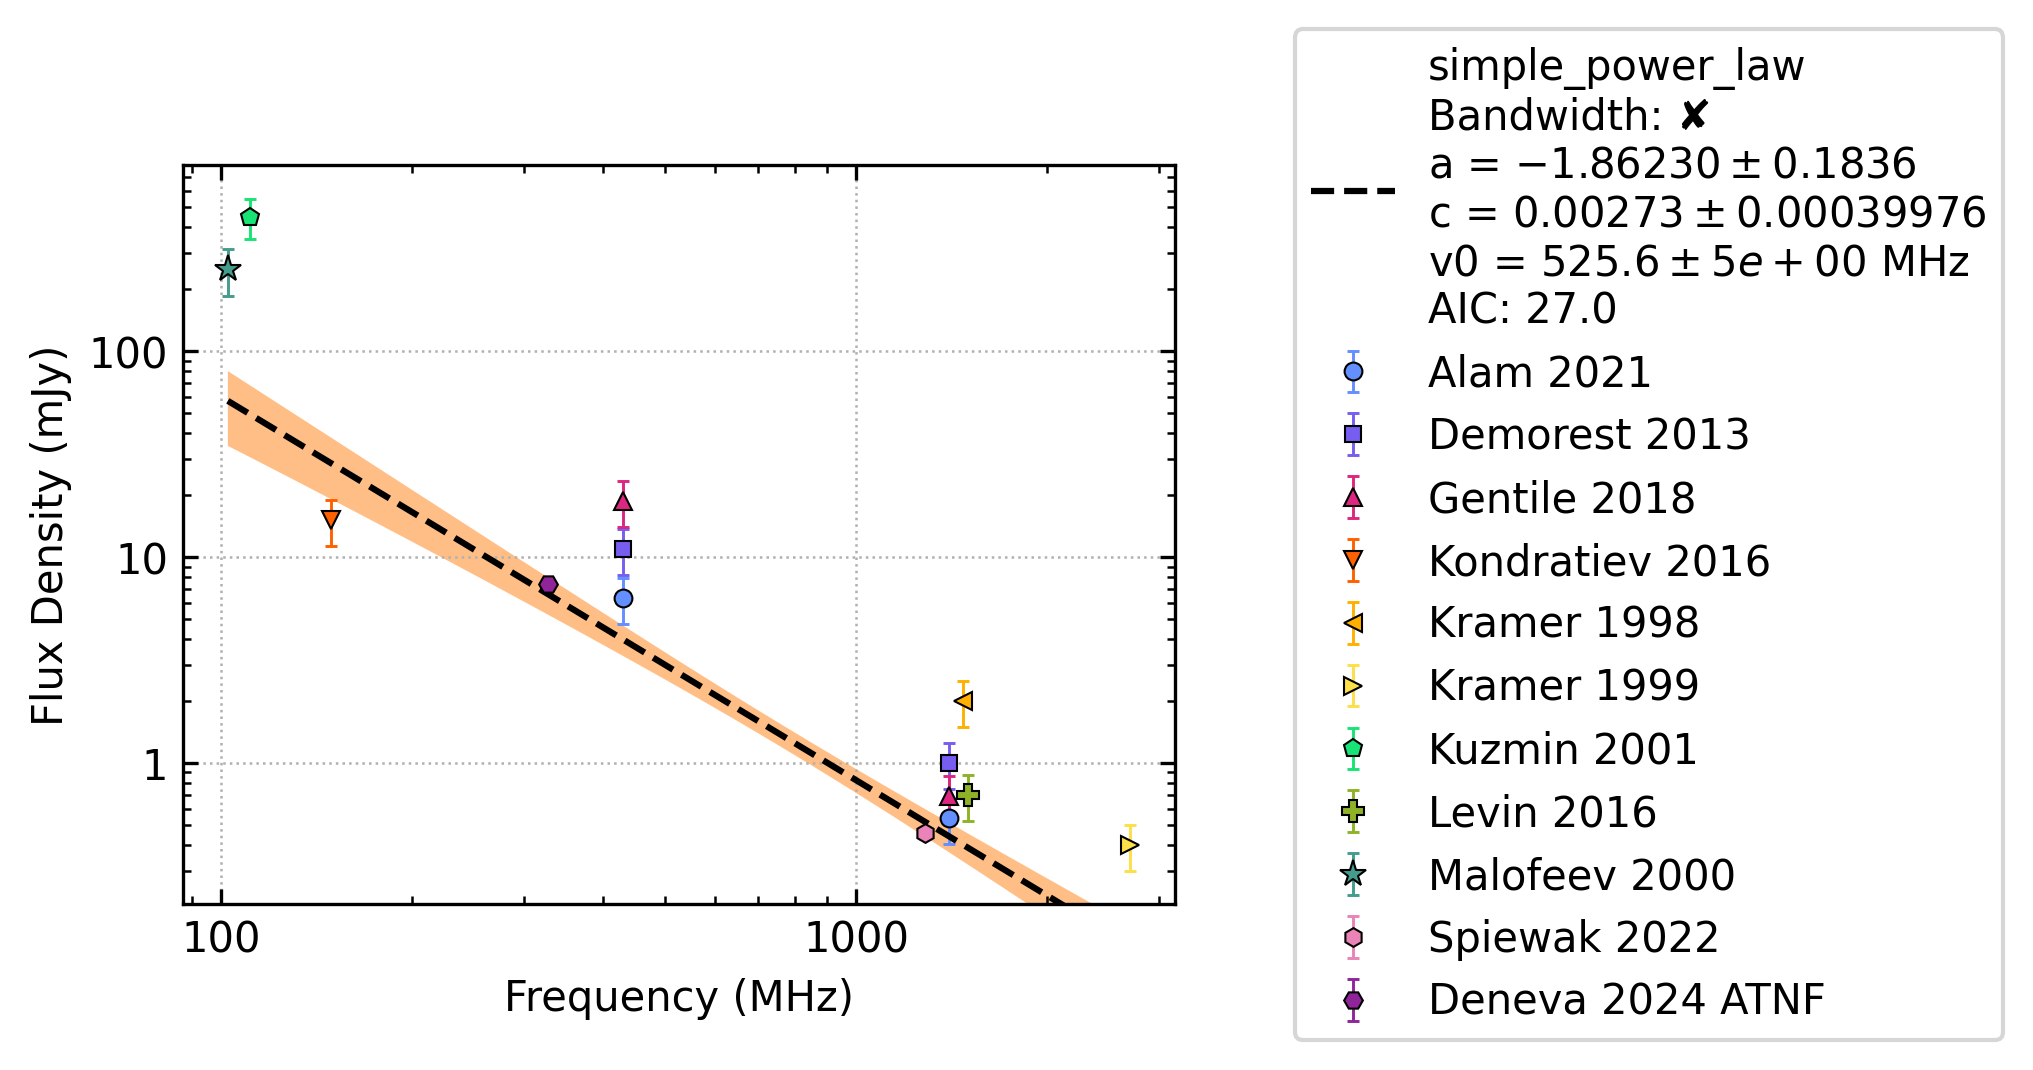 simple_power_law
Bandwidth: ✘
a = −1.86230 ± 0.1836
c = 0.00273 ± 0.00039976
v0 = 525.6 ± 5e + 00 MHz
AIC: 27.0
Alam 2021
Demorest 2013
Gentile 2018
Kondratiev 2016
Kramer 1998
Kramer 1999
Kuzmin 2001
Levin 2016
Malofeev 2000
Spiewak 2022
Deneva 2024 ATNF
Flux Density (mJy)
100
10
1
100
1000
Frequency (MHz)